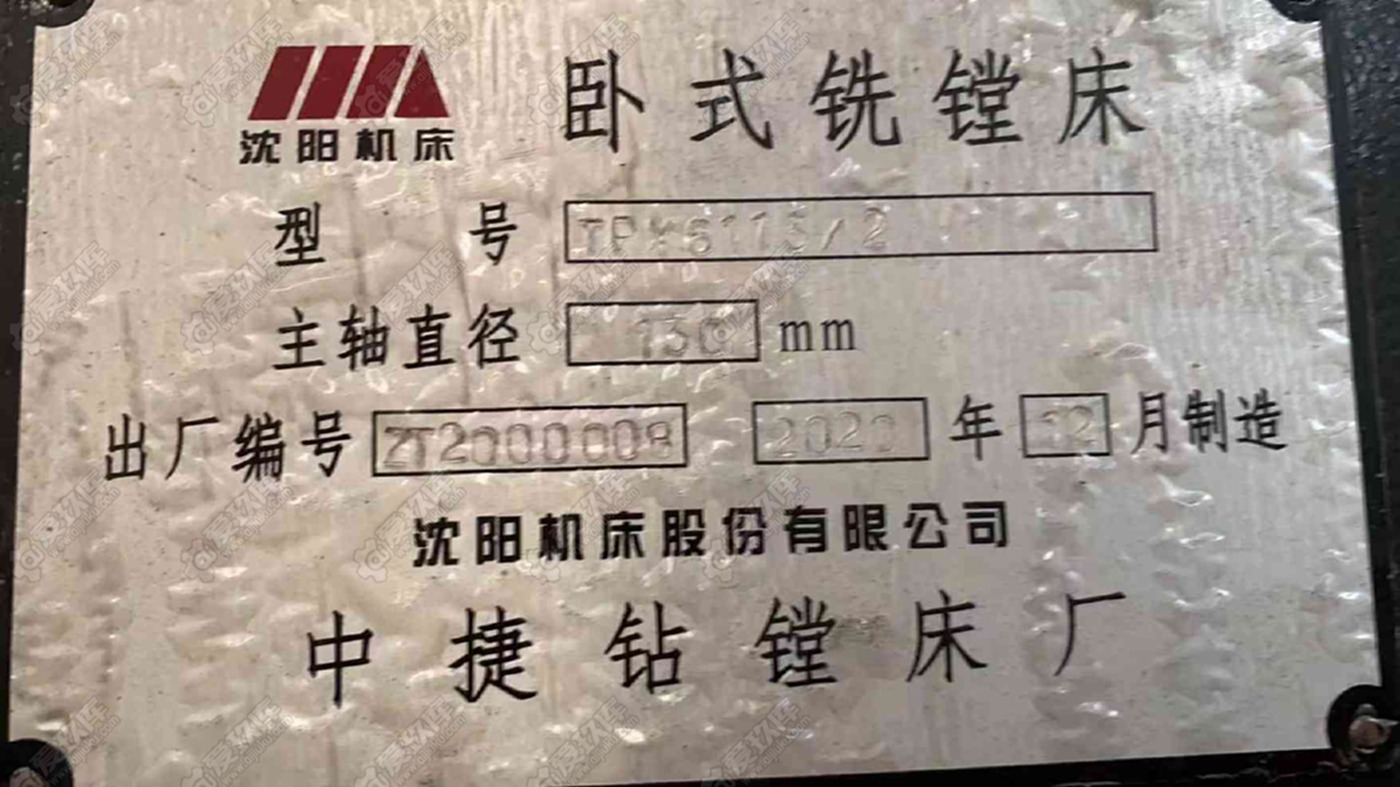 沈阳机床 卧式铣镗床
型号 TPX6113/2
主轴直径 130 mm
出厂编号 ZT2000008 2020 年 12 月制造
沈阳机床股份有限公司
中捷钻镗床厂